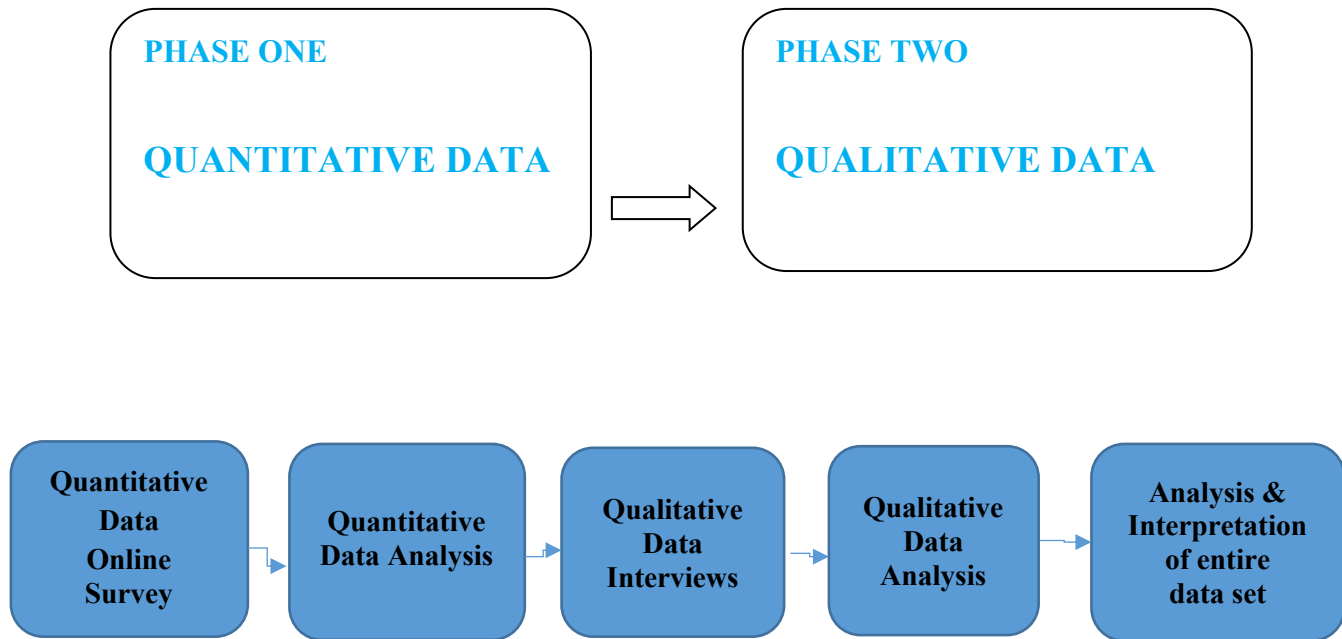 PHASE ONE
QUANTITATIVE DATA
PHASE TWO
QUALITATIVE DATA
Quantitative
Data
Online
Survey
Quantitative
Data Analysis
Qualitative
Data
Interviews
Qualitative
Data
Analysis
Analysis &
Interpretation
of entire
data set